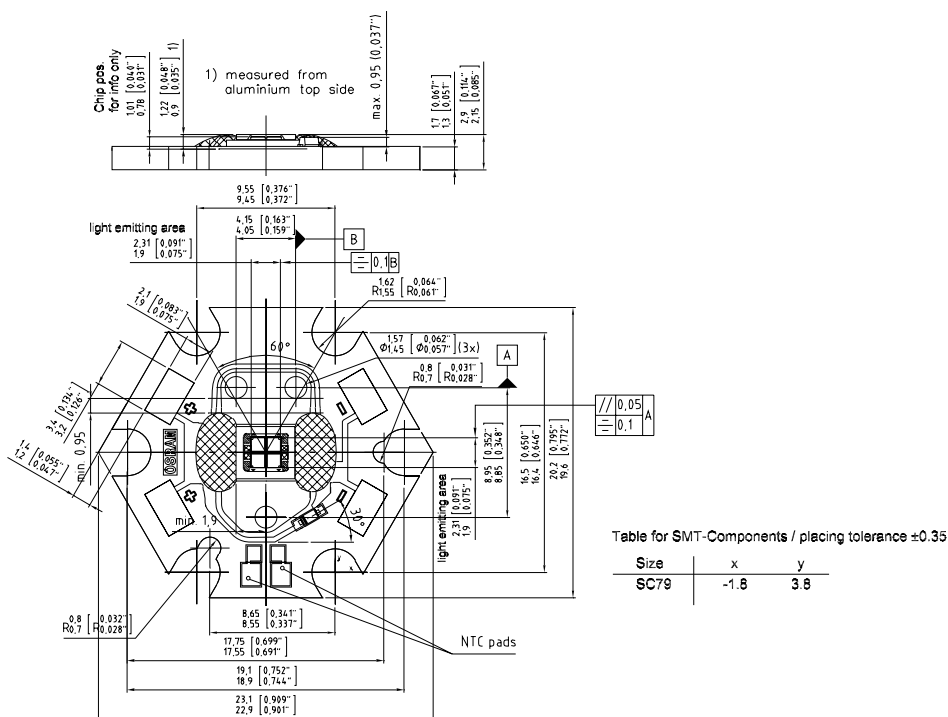 Chip pos.
for info only
1,01 [0,040"]
0,78 [0,031"]
1,22 [0,048"] 1)
0,9 [0,035"]
1) measured from
aluminium top side
max. 0,95 (0,037")
1,7 [0,067"]
1,3 [0,051"]
2,9 [0,114"]
2,15 [0,085"]
9,55 [0,376"]
9,45 [0,372"]
4,15 [0,163"]
4,05 [0,159"]
light emitting area
2,31 [0,091"]
1,9 [0,075"]
B
0,1 B
1,62 [0,064"]
R1,55 [R0,061"]
2,1 [0,083"]
1,9 [0,075"]
60°
1,57 [0,062"]
Ø1,45 [Ø0,057"] (3x)
A
0,8 [0,031"]
R0,7 [R0,028"]
// 0,05 A
0,1
3,4 [0,134"]
3,2 [0,126"]
min. 0,95
1,4 [0,055"]
1,2 [0,047"]
OSRAM
8,95 [0,352"]
8,85 [0,348"]
16,5 [0,650"]
16,4 [0,646"]
20,2 [0,795"]
19,6 [0,772"]
light emitting area
2,31 [0,091"]
1,9 [0,075"]
min. 1,9
30°
Table for SMT-Components / placing tolerance ±0.35
Size x y
SC79 -1.8 3.8
0,8 [0,032"]
R0,7 [R0,028"]
8,65 [0,341"]
8,55 [0,337"]
NTC pads
17,75 [0,699"]
17,55 [0,691"]
19,1 [0,752"]
18,9 [0,744"]
23,1 [0,909"]
22,9 [0,901"]